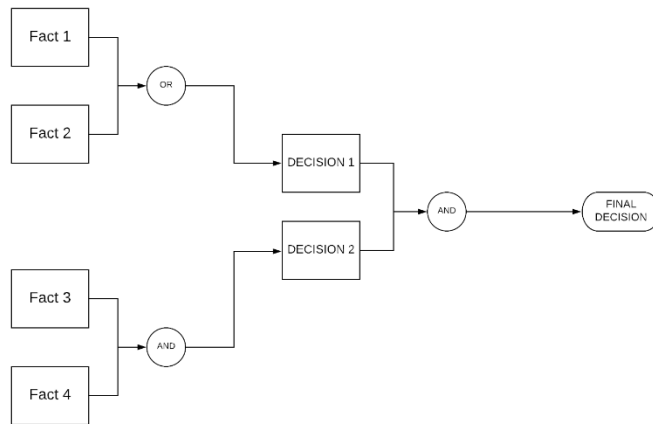 Fact 1
OR
Fact 2
DECISION 1
AND
FINAL
DECISION
DECISION 2
Fact 3
AND
Fact 4